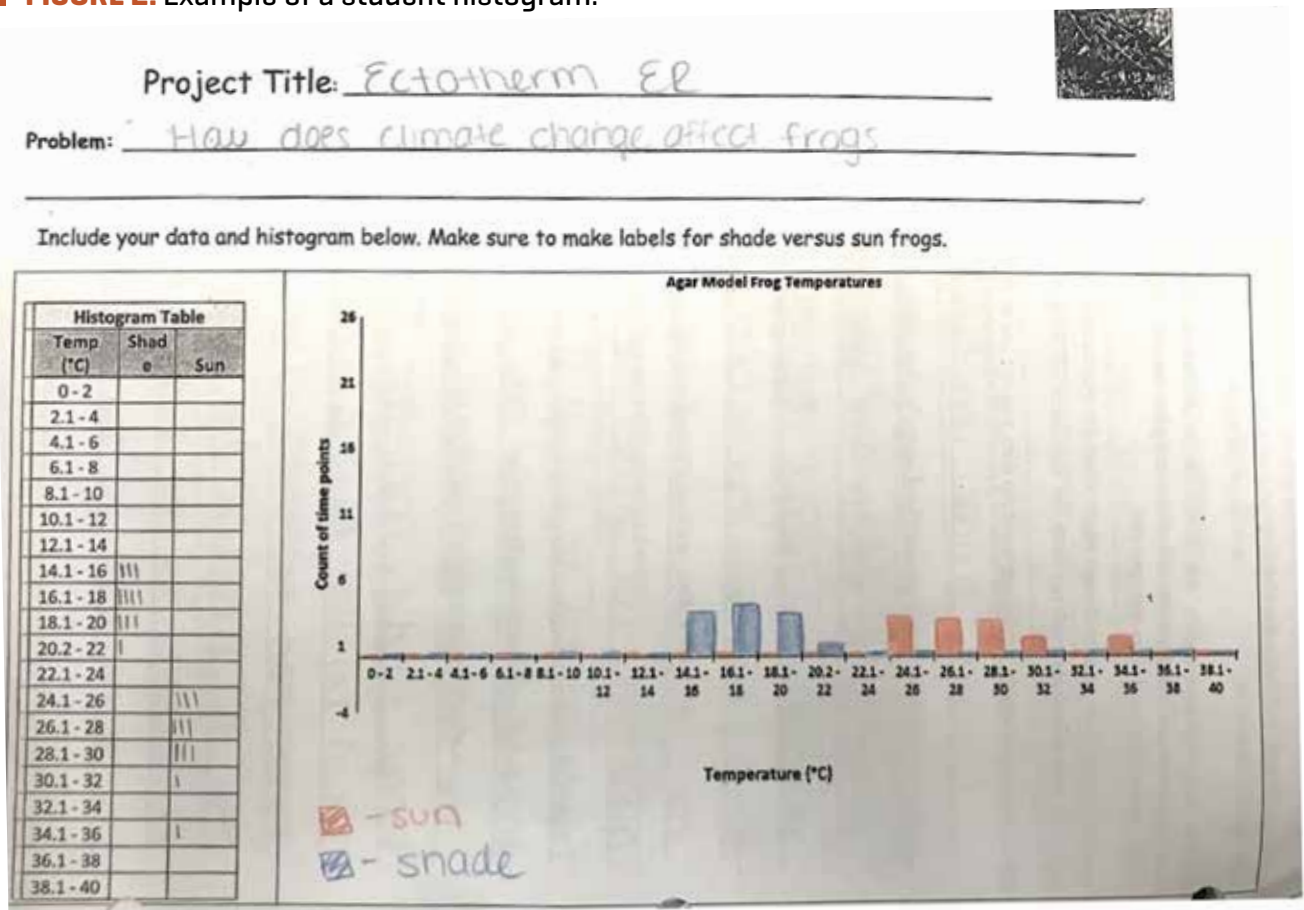 FIGURE 2. Example of a student histogram.
Project Title: Ectotherm ER
Problem: How does climate change affect frogs
Include your data and histogram below. Make sure to make labels for shade versus sun frogs.
Histogram Table
Temp (°C) Shade Sun
0 - 2
2.1 - 4
4.1 - 6
6.1 - 8
8.1 - 10
10.1 - 12
12.1 - 14
14.1 - 16 |||
16.1 - 18 ||||
18.1 - 20 |||
20.2 - 22 |
22.1 - 24
24.1 - 26 |||
26.1 - 28 |||
28.1 - 30 |||
30.1 - 32 |
32.1 - 34
34.1 - 36 |
36.1 - 38
38.1 - 40
Agar Model Frog Temperatures
Count of time points
26
21
16
11
6
1
-4
0 - 2 2.1 - 4 4.1 - 6 6.1 - 8 8.1 - 10 10.1 - 12 12.1 - 14 14.1 - 16 16.1 - 18 18.1 - 20 20.2 - 22 22.1 - 24 24.1 - 26 26.1 - 28 28.1 - 30 30.1 - 32 32.1 - 34 34.1 - 36 36.1 - 38 38.1 - 40
Temperature (°C)
- sun
- shade